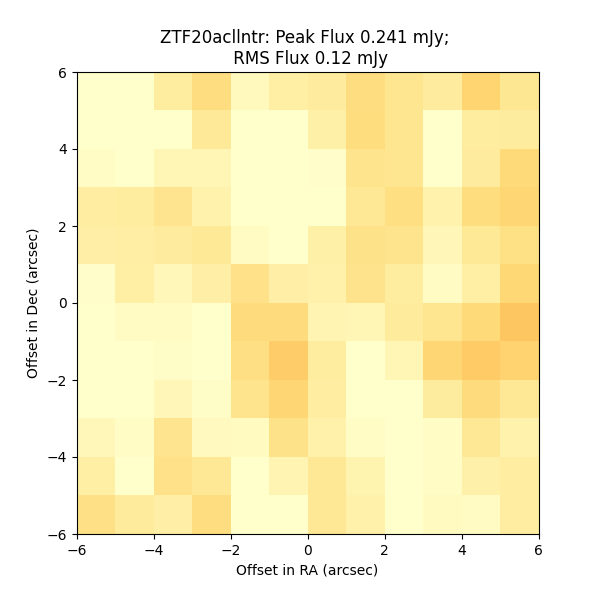 ZTF20acllntr: Peak Flux 0.241 mJy;
RMS Flux 0.12 mJy
6
4
2
0
−2
−4
−6
Offset in Dec (arcsec)
−6 −4 −2 0 2 4 6
Offset in RA (arcsec)